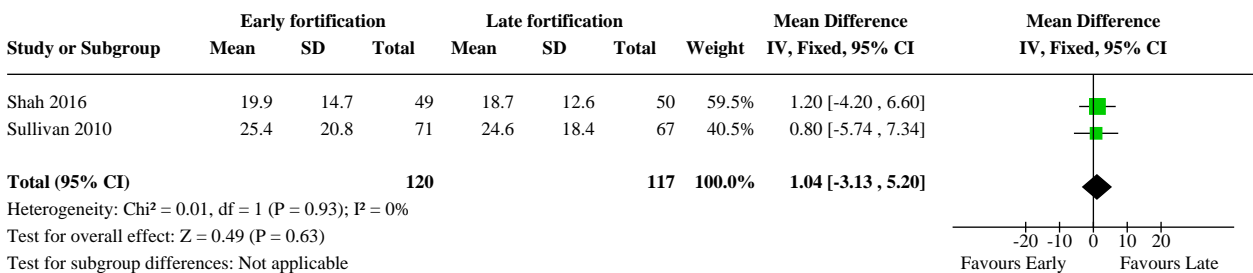 Early fortification Late fortification Mean Difference Mean Difference
Study or Subgroup Mean SD Total Mean SD Total Weight IV, Fixed, 95% CI IV, Fixed, 95% CI
Shah 2016 19.9 14.7 49 18.7 12.6 50 59.5% 1.20 [-4.20 , 6.60]
Sullivan 2010 25.4 20.8 71 24.6 18.4 67 40.5% 0.80 [-5.74 , 7.34]
Total (95% CI) 120 117 100.0% 1.04 [-3.13 , 5.20]
Heterogeneity: Chi² = 0.01, df = 1 (P = 0.93); I² = 0%
Test for overall effect: Z = 0.49 (P = 0.63)
-20 -10 0 10 20
Test for subgroup differences: Not applicable
Favours Early Favours Late